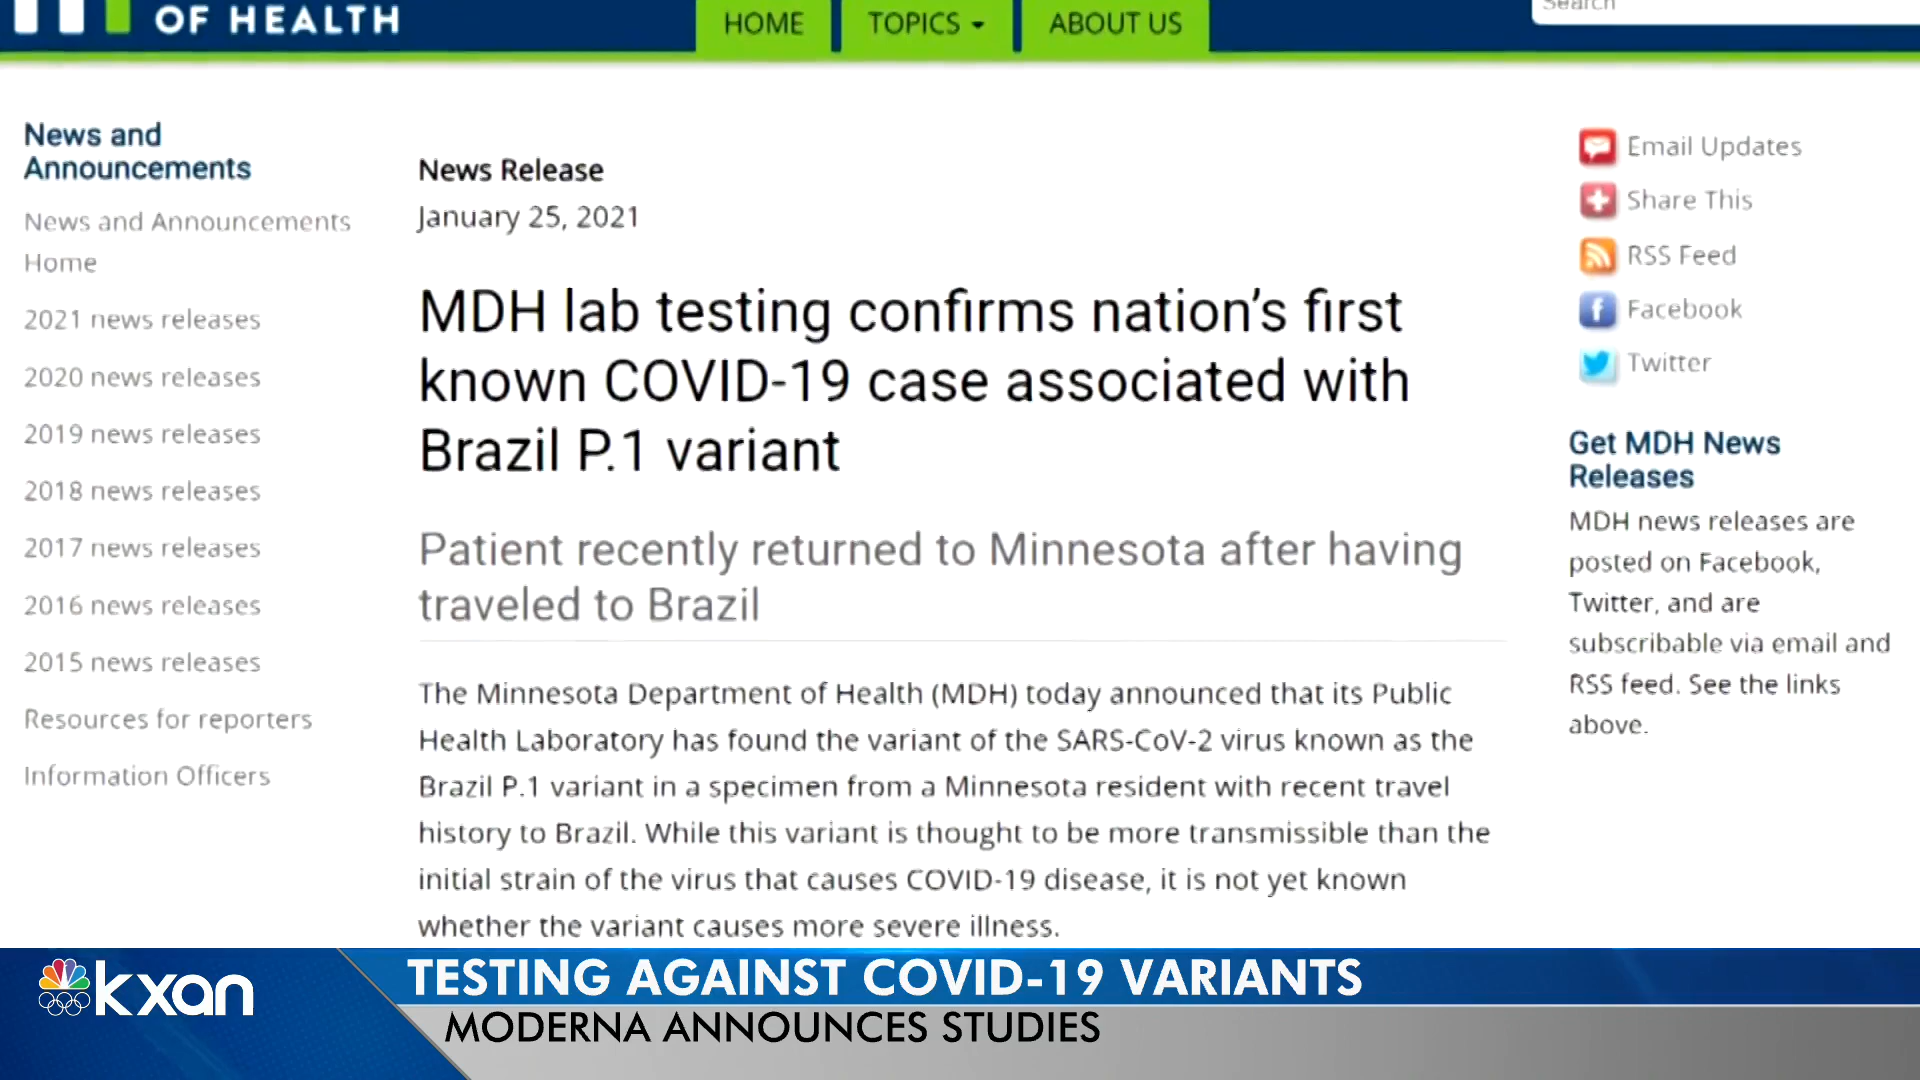 OF HEALTH
HOME
TOPICS
ABOUT US
Search
News and
Announcements
News and Announcements
Home
2021 news releases
2020 news releases
2019 news releases
2018 news releases
2017 news releases
2016 news releases
2015 news releases
Resources for reporters
Information Officers
News Release
January 25, 2021
MDH lab testing confirms nation’s first
known COVID-19 case associated with
Brazil P.1 variant
Patient recently returned to Minnesota after having
traveled to Brazil
The Minnesota Department of Health (MDH) today announced that its Public
Health Laboratory has found the variant of the SARS-CoV-2 virus known as the
Brazil P.1 variant in a specimen from a Minnesota resident with recent travel
history to Brazil. While this variant is thought to be more transmissible than the
initial strain of the virus that causes COVID-19 disease, it is not yet known
whether the variant causes more severe illness.
Email Updates
Share This
RSS Feed
Facebook
Twitter
Get MDH News
Releases
MDH news releases are
posted on Facebook,
Twitter, and are
subscribable via email and
RSS feed. See the links
above.
kxan
TESTING AGAINST COVID-19 VARIANTS
MODERNA ANNOUNCES STUDIES